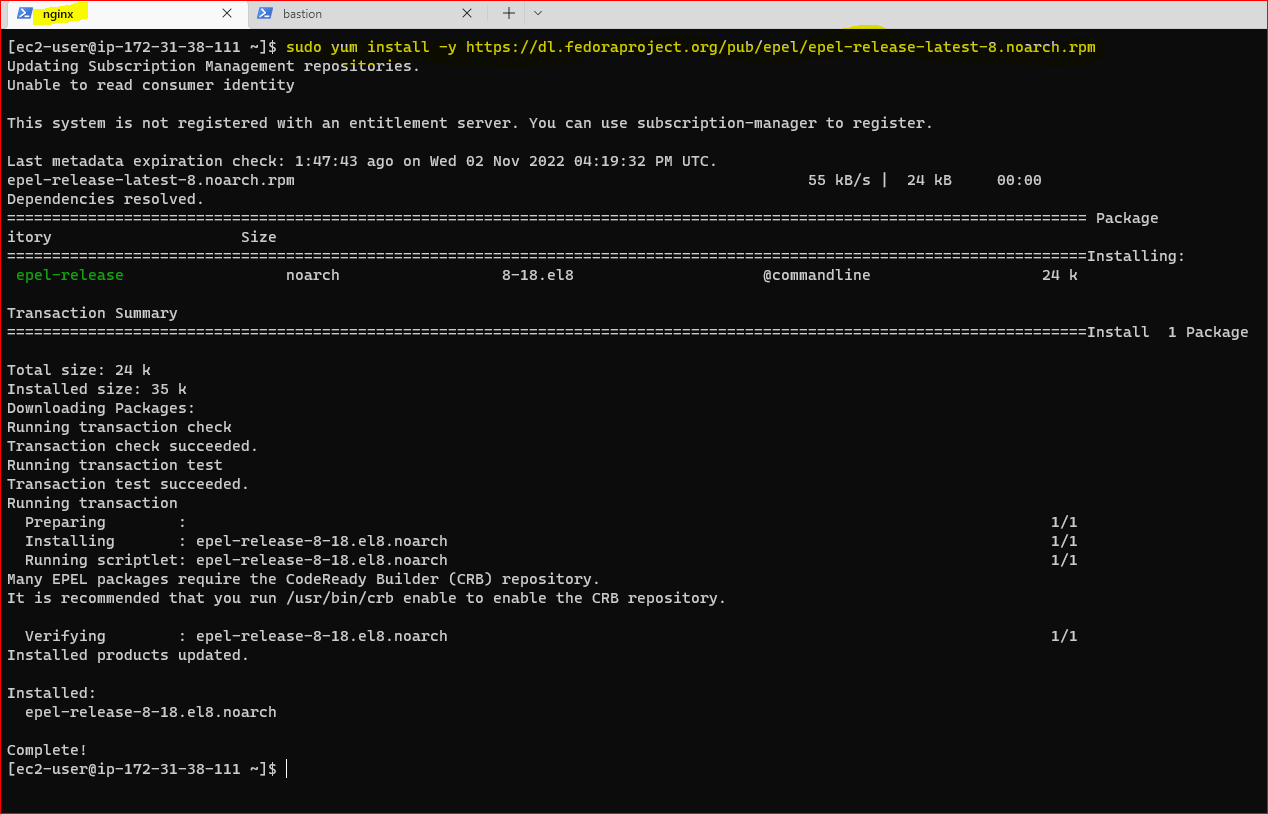 nginx
bastion
[ec2-user@ip-172-31-38-111 ~]$ sudo yum install -y https://dl.fedoraproject.org/pub/epel/epel-release-latest-8.noarch.rpm
Updating Subscription Management repositories.
Unable to read consumer identity
This system is not registered with an entitlement server. You can use subscription-manager to register.
Last metadata expiration check: 1:47:43 ago on Wed 02 Nov 2022 04:19:32 PM UTC.
epel-release-latest-8.noarch.rpm 55 kB/s | 24 kB 00:00
Dependencies resolved.
======================================================================================================================== Package
itory Size
========================================================================================================================Installing:
epel-release noarch 8-18.el8 @commandline 24 k
Transaction Summary
========================================================================================================================Install 1 Package
Total size: 24 k
Installed size: 35 k
Downloading Packages:
Running transaction check
Transaction check succeeded.
Running transaction test
Transaction test succeeded.
Running transaction
Preparing : 1/1
Installing : epel-release-8-18.el8.noarch 1/1
Running scriptlet: epel-release-8-18.el8.noarch 1/1
Many EPEL packages require the CodeReady Builder (CRB) repository.
It is recommended that you run /usr/bin/crb enable to enable the CRB repository.
Verifying : epel-release-8-18.el8.noarch 1/1
Installed products updated.
Installed:
epel-release-8-18.el8.noarch
Complete!
[ec2-user@ip-172-31-38-111 ~]$